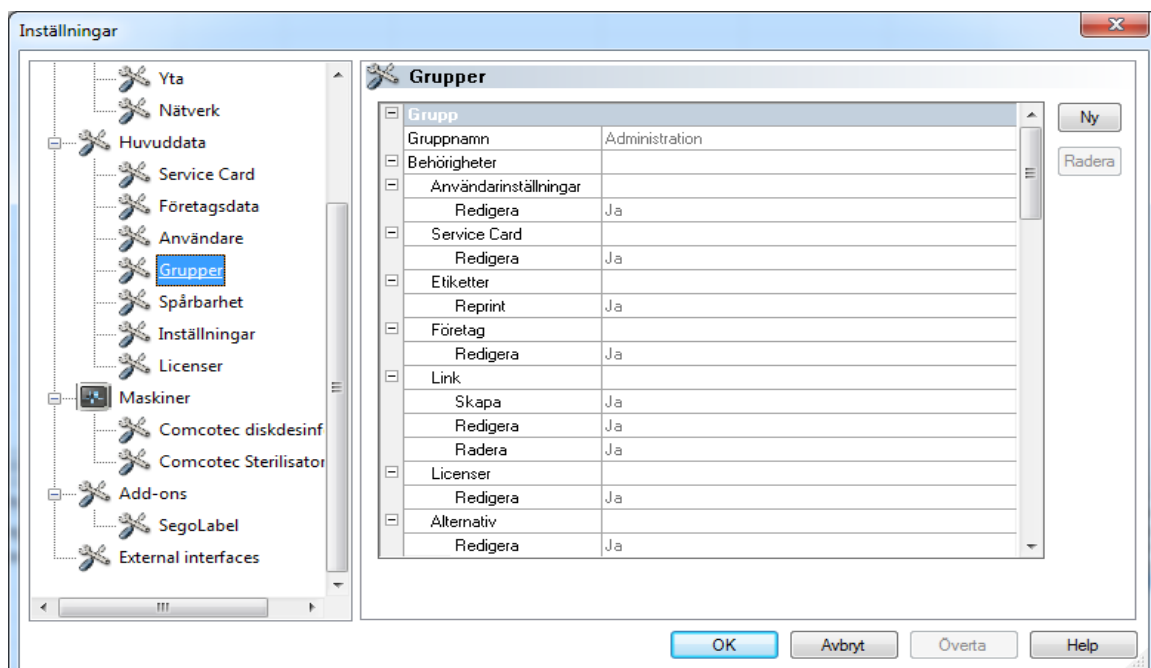 Inställningar
Yta
Nätverk
Huvuddata
Service Card
Företagsdata
Användare
Grupper
Spårbarhet
Inställningar
Licenser
Maskiner
Comcotec diskdesinf
Comcotec Sterilisator
Add-ons
SegoLabel
External interfaces
Grupper
Grupp
Gruppnamn Administration
Behörigheter
Användarinställningar
Redigera Ja
Service Card
Redigera Ja
Etiketter
Reprint Ja
Företag
Redigera Ja
Link
Skapa Ja
Redigera Ja
Radera Ja
Licenser
Redigera Ja
Alternativ
Redigera Ja
Ny
Radera
OK Avbryt Överta Help